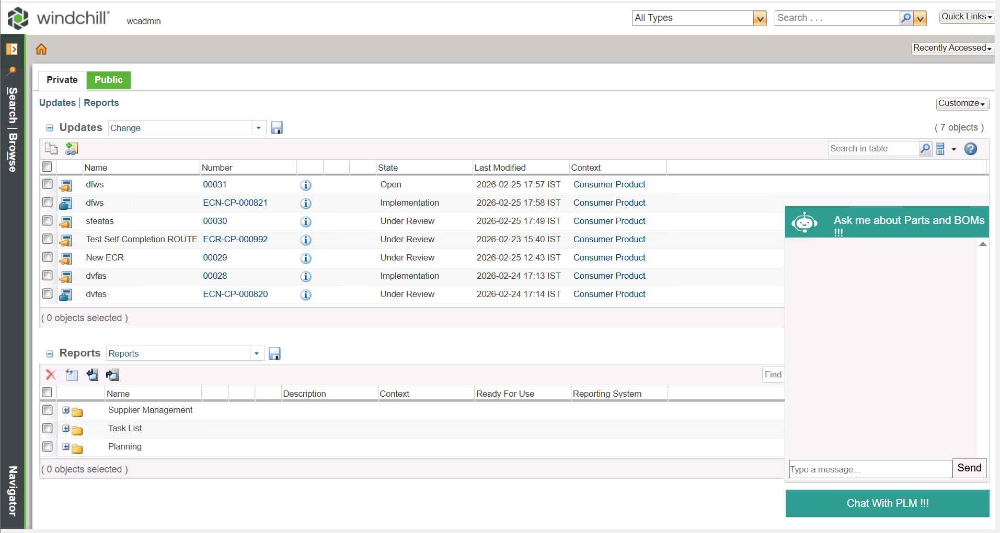 windchill®
wcadmin
All Types
Search . . .
Quick Links
Recently Accessed
Search | Browse
Navigator
Private
Public
Updates | Reports
Customize
Updates
Change
( 7 objects )
Search in table
Name Number State Last Modified Context
dfws 00031 Open 2026-02-25 17:57 IST Consumer Product
dfws ECN-CP-000821 Implementation 2026-02-25 17:58 IST Consumer Product
sfeafas 00030 Under Review 2026-02-25 17:49 IST Consumer Product
Test Self Completion ROUTE ECR-CP-000992 Under Review 2026-02-23 15:40 IST Consumer Product
New ECR 00029 Under Review 2026-02-25 12:43 IST Consumer Product
dvfas 00028 Implementation 2026-02-24 17:13 IST Consumer Product
dvfas ECN-CP-000820 Under Review 2026-02-24 17:14 IST Consumer Product
( 0 objects selected )
Reports
Reports
Find
Name Description Context Ready For Use Reporting System
Supplier Management
Task List
Planning
( 0 objects selected )
Ask me about Parts and BOMs
!!!
Type a message...
Send
Chat With PLM !!!